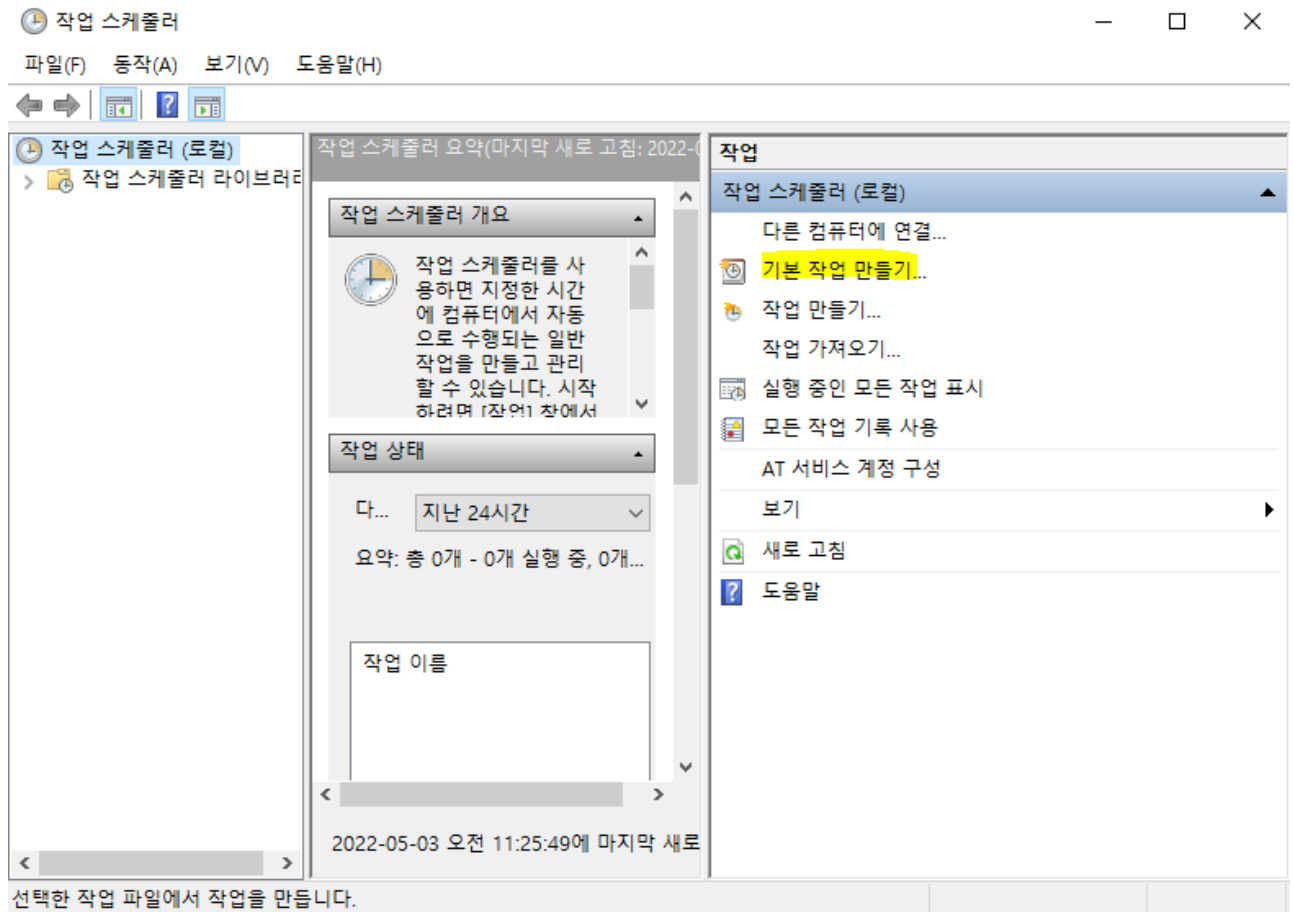 작업 스케줄러
파일(F) 동작(A) 보기(V) 도움말(H)
작업 스케줄러 (로컬)
작업 스케줄러 라이브러리
작업 스케줄러 요약(마지막 새로 고침: 2022-0
작업 스케줄러 개요
작업 스케줄러를 사
용하면 지정한 시간
에 컴퓨터에서 자동
으로 수행되는 일반
작업을 만들고 관리
할 수 있습니다. 시작
하려면 [작업] 창에서
작업 상태
다...
지난 24시간
요약: 총 0개 - 0개 실행 중, 0개...
작업 이름
2022-05-03 오전 11:25:49에 마지막 새로
작업
작업 스케줄러 (로컬)
다른 컴퓨터에 연결...
기본 작업 만들기...
작업 만들기...
작업 가져오기...
실행 중인 모든 작업 표시
모든 작업 기록 사용
AT 서비스 계정 구성
보기
새로 고침
도움말
선택한 작업 파일에서 작업을 만듭니다.